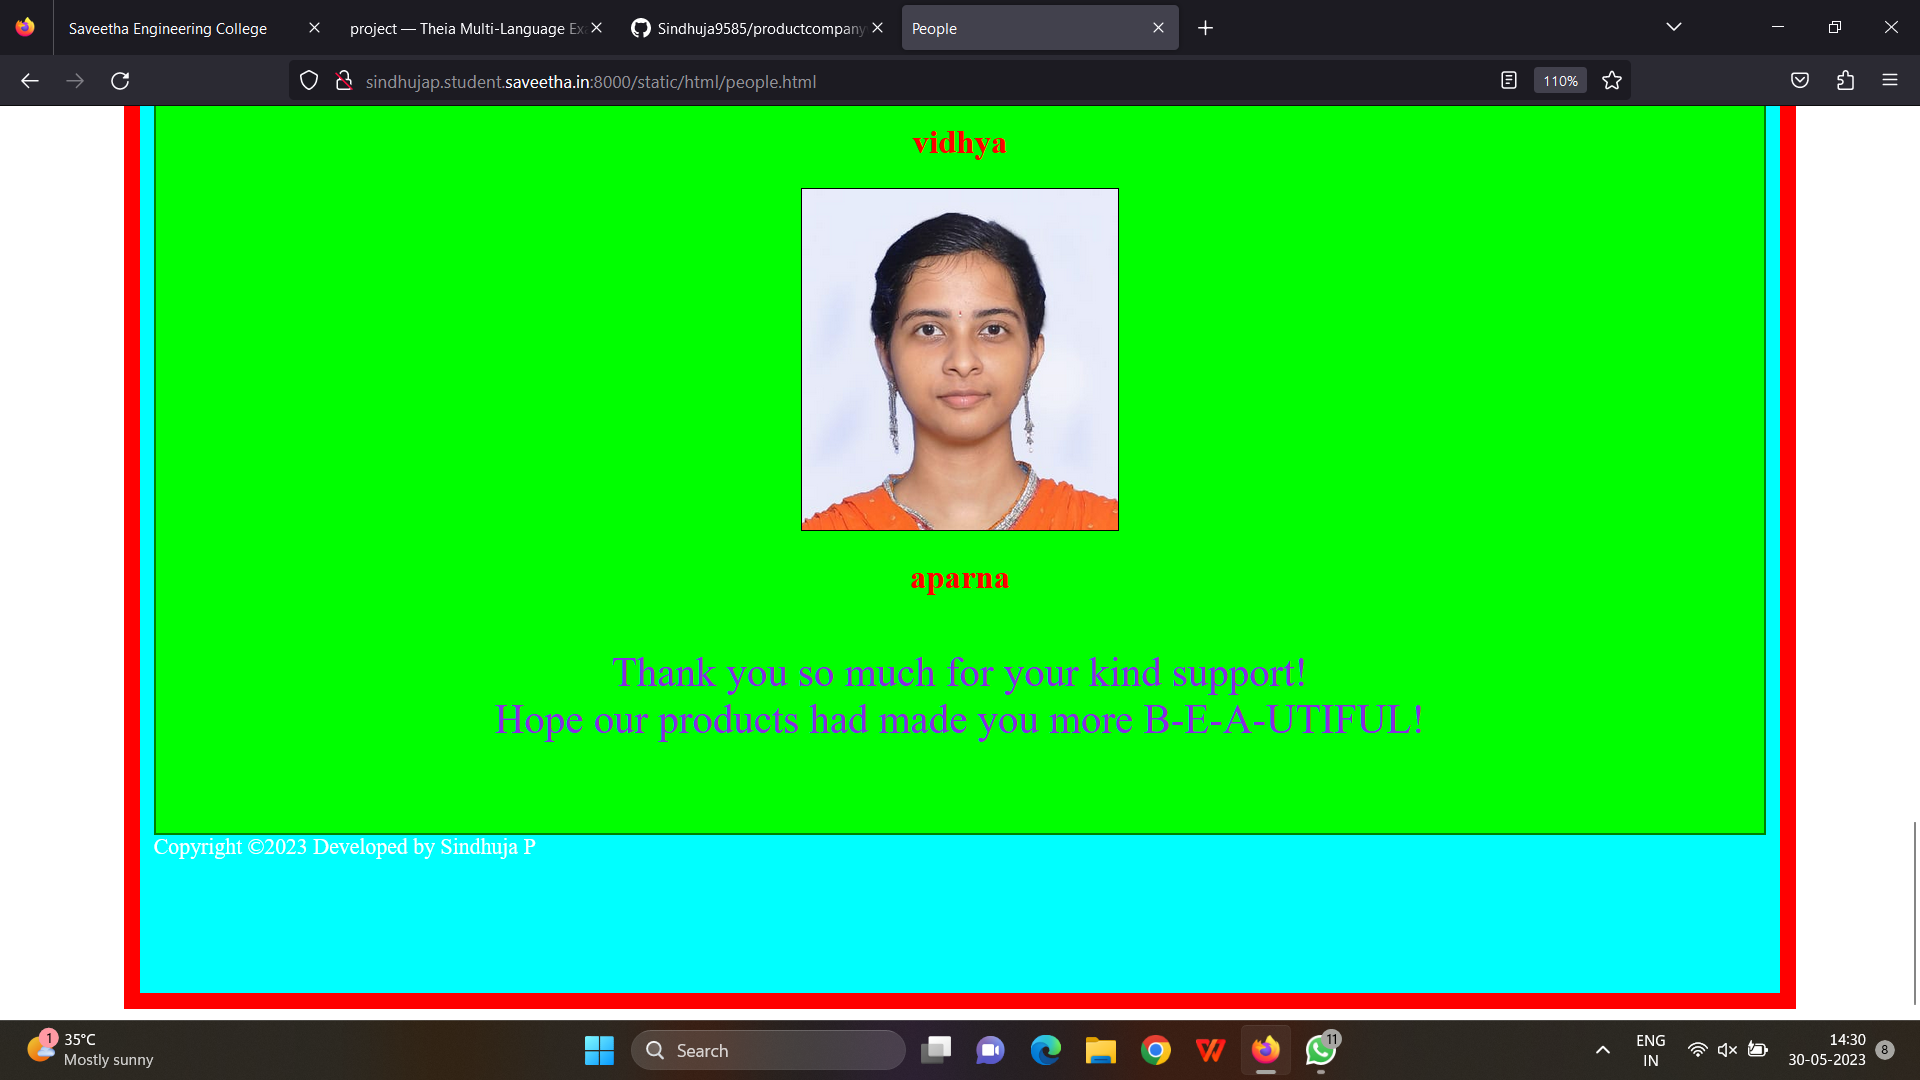 Saveetha Engineering College
project — Theia Multi-Language Ex
Sindhuja9585/productcompany
People
sindhujap.student.saveetha.in:8000/static/html/people.html
110%
vidhya
aparna
Thank you so much for your kind support!
Hope our products had made you more B-E-A-UTIFUL!
Copyright ©2023 Developed by Sindhuja P
1
35°C
Mostly sunny
Search
11
ENG
IN
14:30
30-05-2023
8